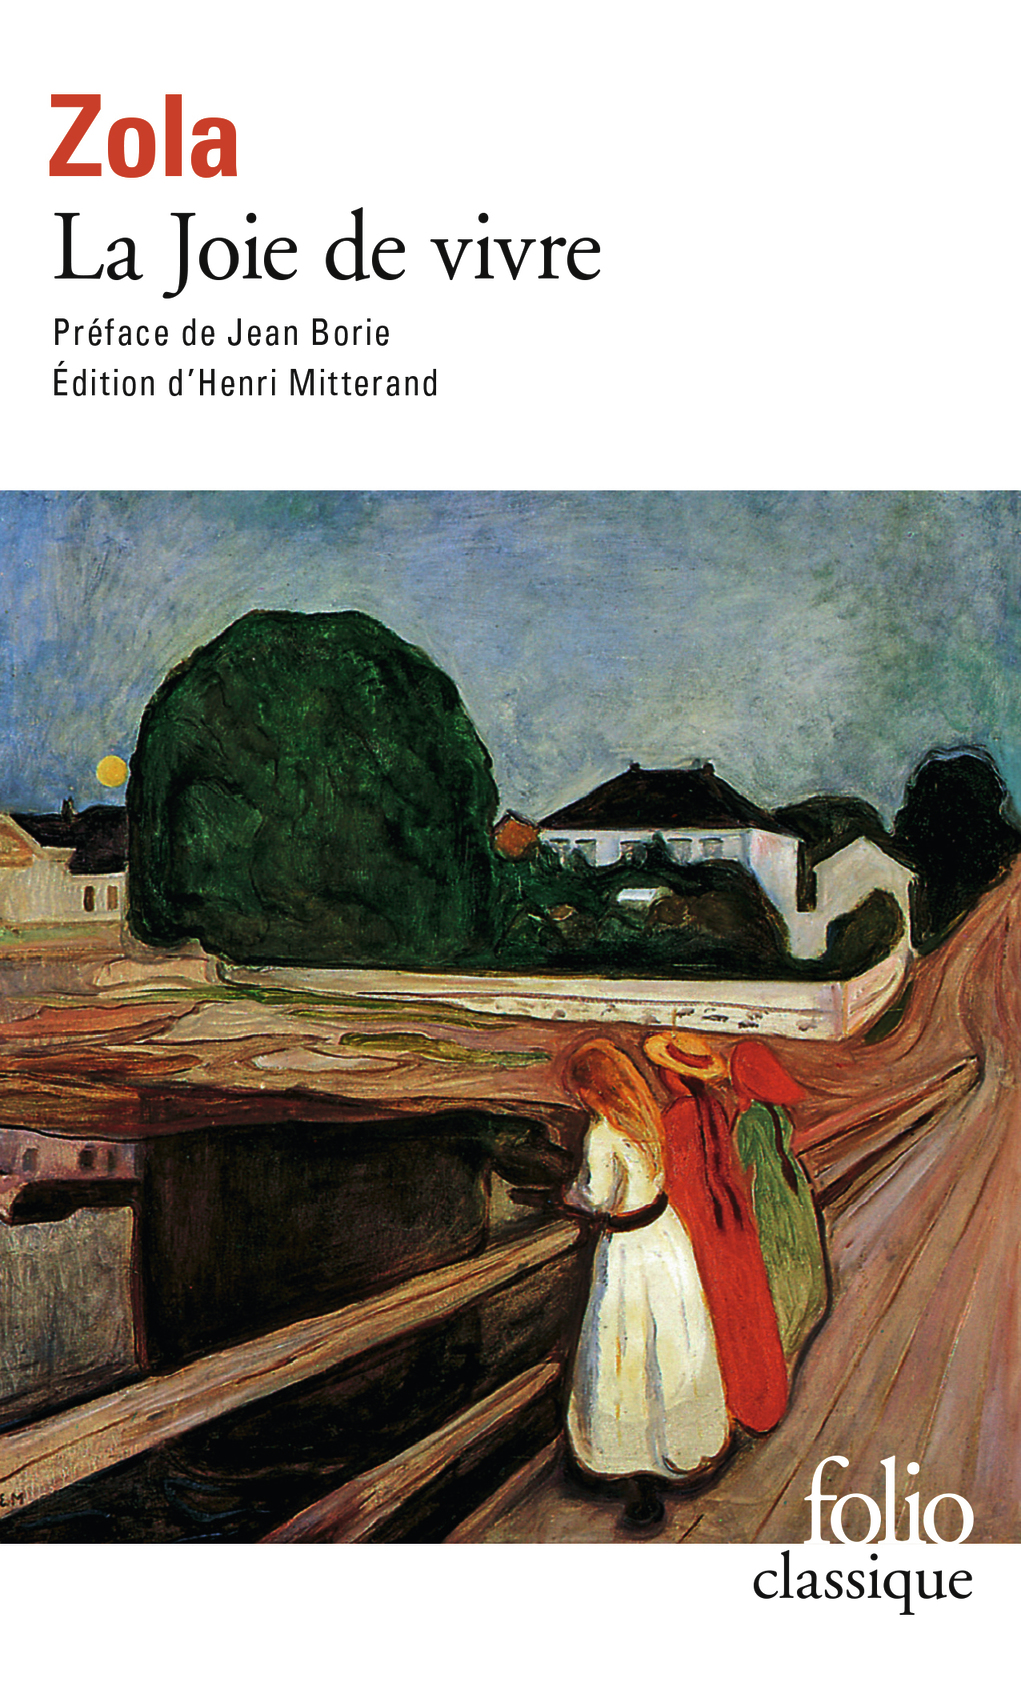 Zola
La Joie de vivre
Préface de Jean Borie
Édition d’Henri Mitterand
E.M
folio
classique